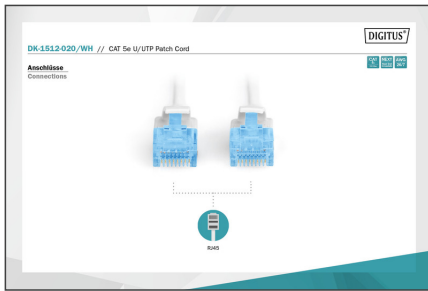 DIGITUS®
DK-1512-020/WH // CAT 5e U/UTP Patch Cord
Anschlüsse
Connections
RJ45